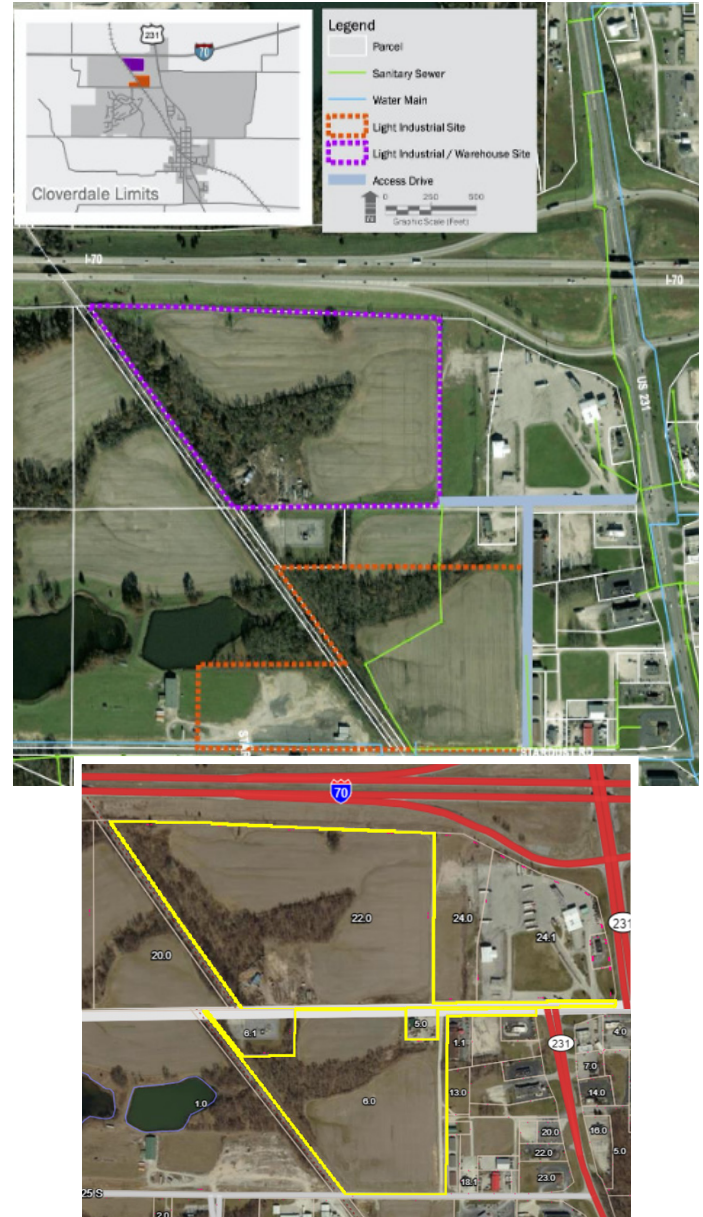 231
70
Cloverdale Limits
Legend
Parcel
Sanitary Sewer
Water Main
Light Industrial Site
Light Industrial / Warehouse Site
Access Drive
0 250 500
Graphic Scale (Feet)
I-70
I-70
US 231
STARDUST RD
70
231
22.0
24.0
24.1
20.0
6.1
5.0
4.0
1.1
231
7.0
1.0
6.0
13.0
14.0
20.0
16.0
22.0
5.0
18.1
23.0
25 S
2.0